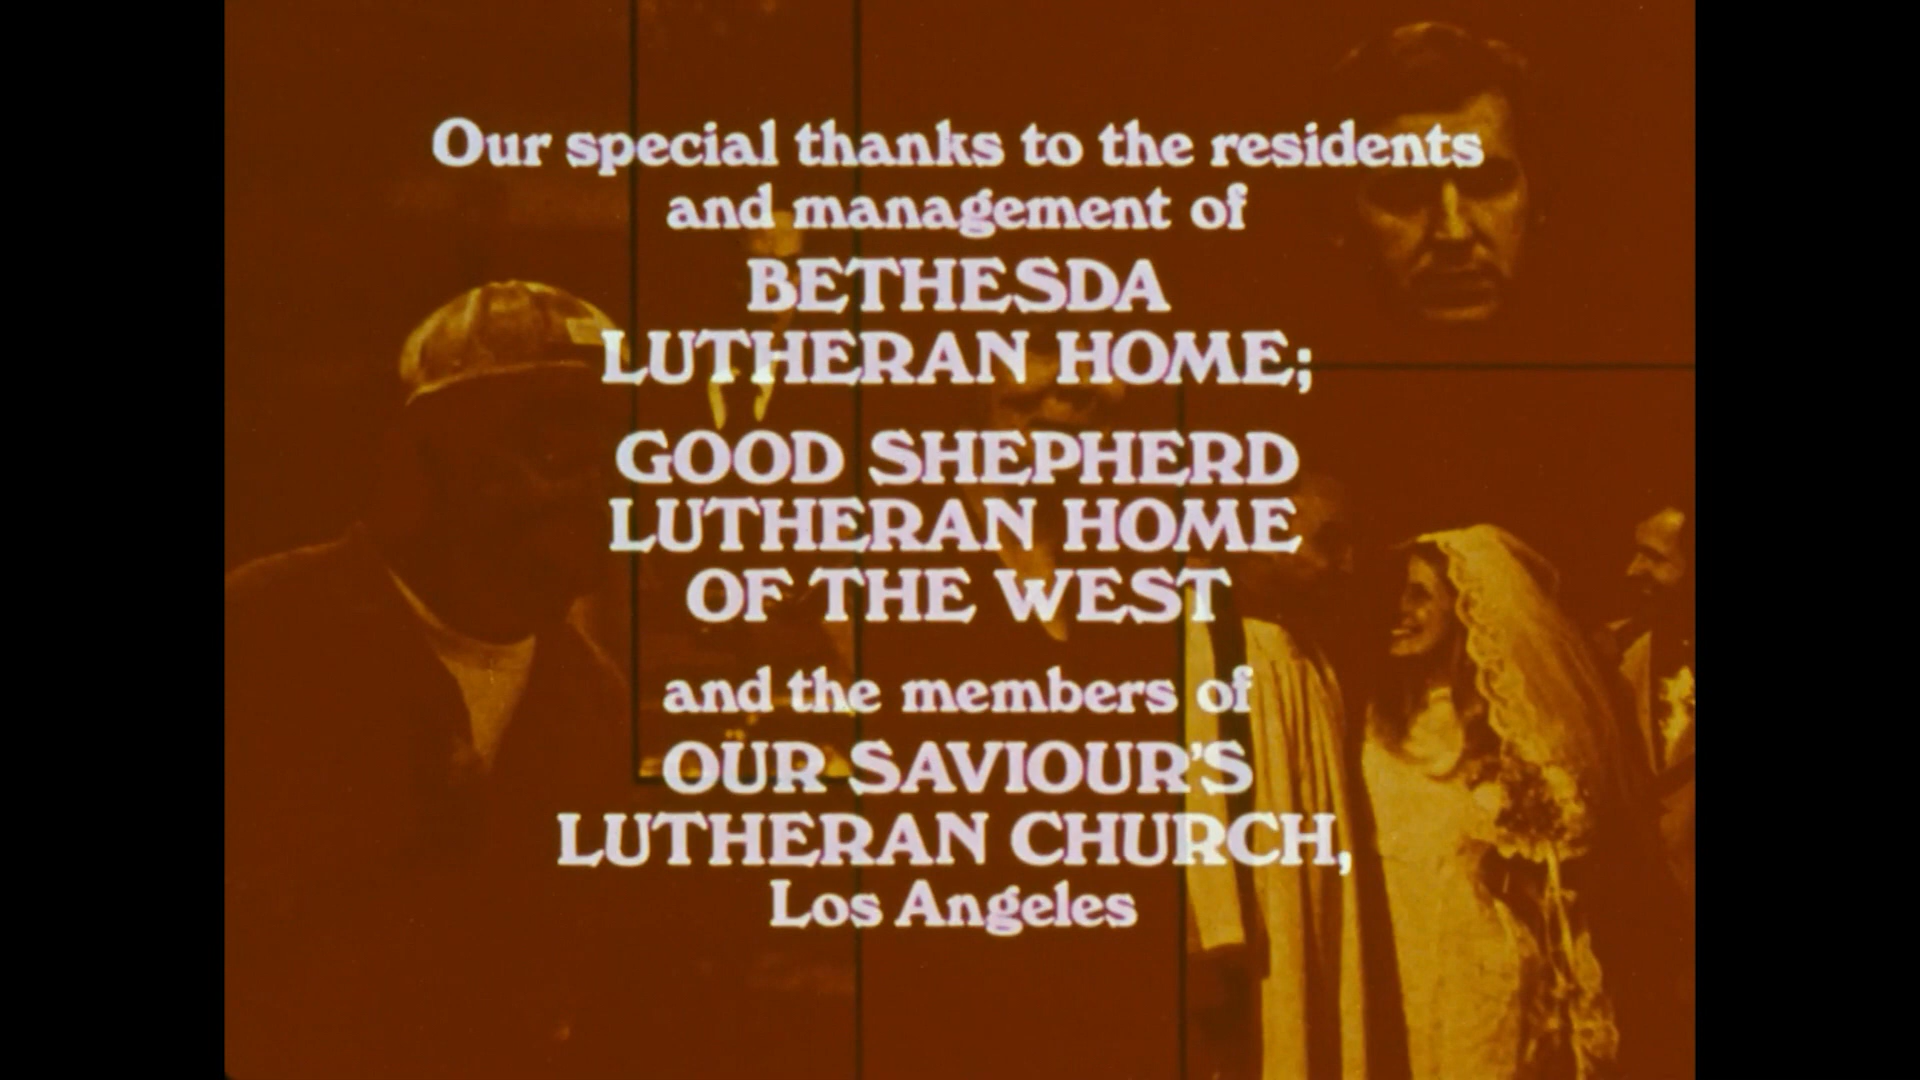 Our special thanks to the residents
and management of
BETHESDA
LUTHERAN HOME;
GOOD SHEPHERD
LUTHERAN HOME
OF THE WEST
and the members of
OUR SAVIOUR'S
LUTHERAN CHURCH,
Los Angeles